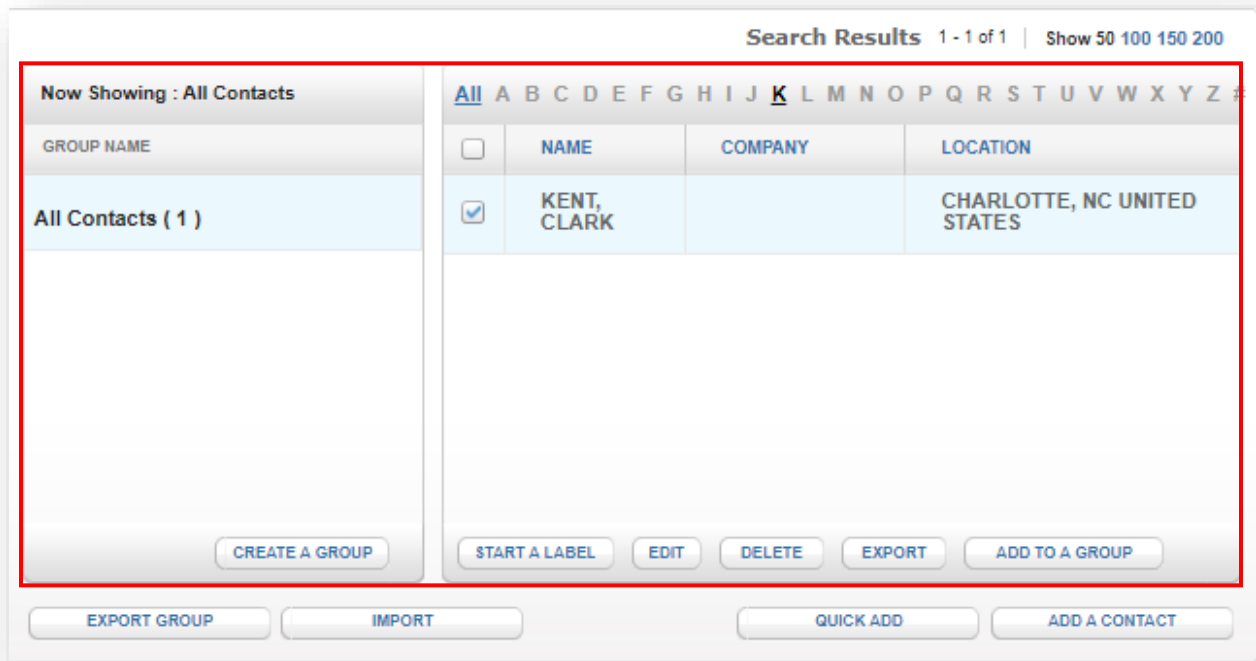 Search Results 1 - 1 of 1 | Show 50 100 150 200
Now Showing : All Contacts
GROUP NAME
All Contacts ( 1 )
CREATE A GROUP
All A B C D E F G H I J K L M N O P Q R S T U V W X Y Z #
NAME COMPANY LOCATION
KENT, CHARLOTTE, NC UNITED
CLARK STATES
START A LABEL EDIT DELETE EXPORT ADD TO A GROUP
EXPORT GROUP IMPORT QUICK ADD ADD A CONTACT